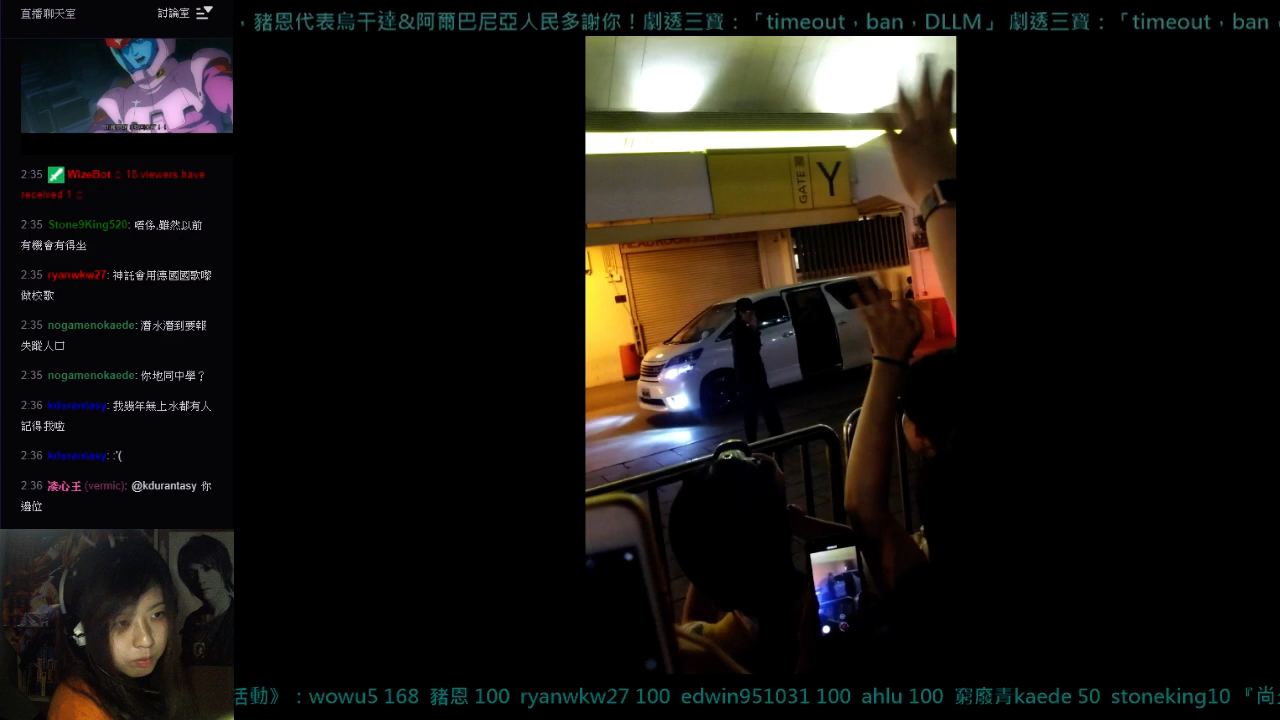 直播聊天室
討論室
，豬恩代表烏干達&阿爾巴尼亞人民多謝你！劇透三寶：「timeout，ban，DLLM」 劇透三寶：「timeout，ban
2:35 WizeBot 16 viewers have
received 1
2:35 Stone9King520: 唔係,雖然以前
有機會有得坐
2:35 ryanwkw27: 神託會用德國國歌嚟
做校歌
2:35 nogamenokaede: 潛水潛到要報
失蹤人口
2:35 nogamenokaede: 你地同中學？
2:36 kdurantasy: 我幾年無上水都有人
記得我啦
2:36 kdurantasy: :'(
2:36 凌心王 (vermic): @kdurantasy 你
邊位
GATE 閘
Y
HEADROOM
活動》：wowu5 168 豬恩 100 ryanwkw27 100 edwin951031 100 ahlu 100 窮廢青kaede 50 stoneking10 『尚